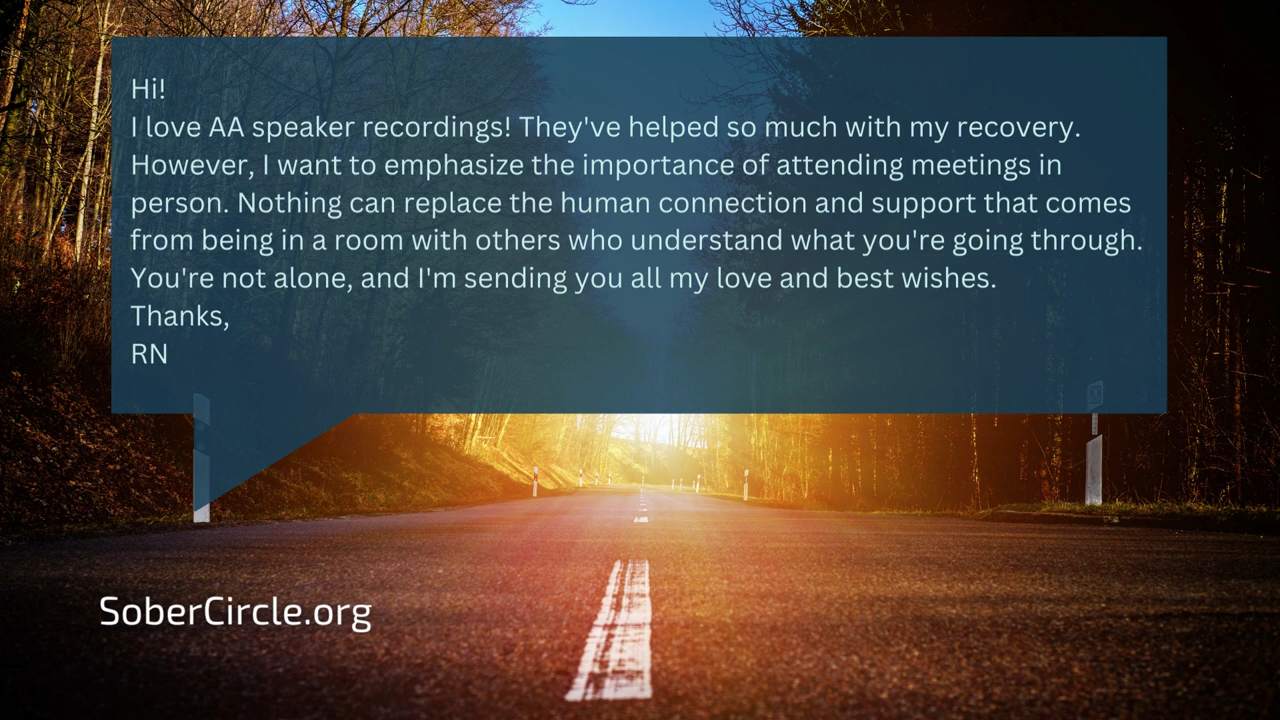 Hi!
I love AA speaker recordings! They've helped so much with my recovery.
However, I want to emphasize the importance of attending meetings in
person. Nothing can replace the human connection and support that comes
from being in a room with others who understand what you're going through.
You're not alone, and I'm sending you all my love and best wishes.
Thanks,
RN
SoberCircle.org